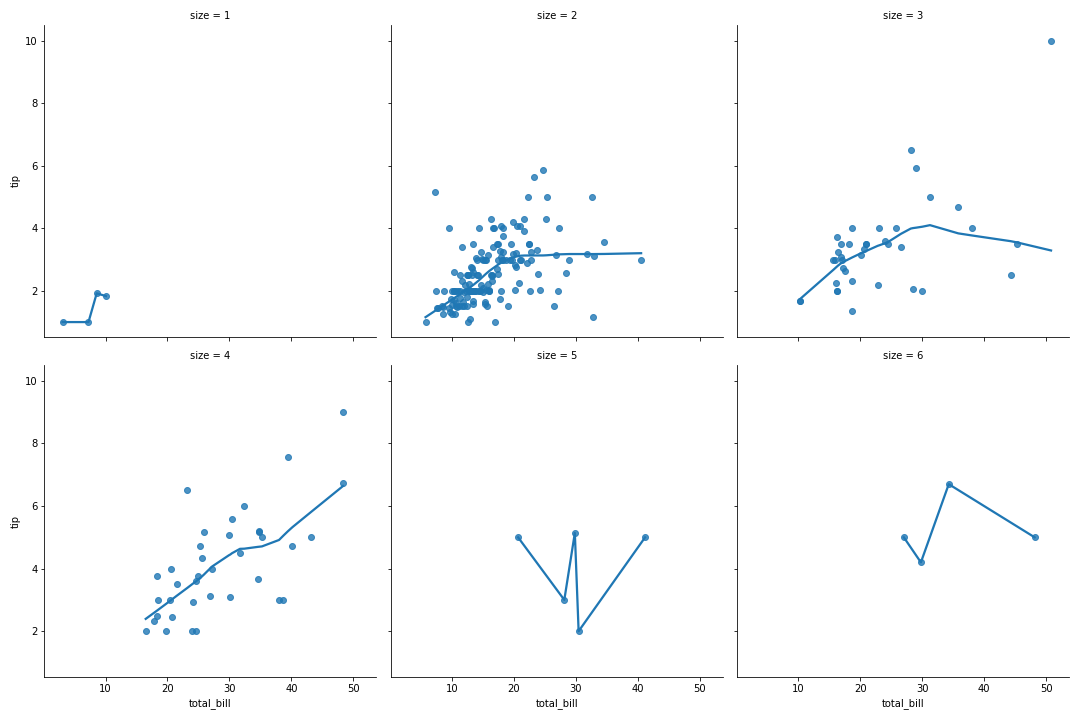 size = 1
size = 2
size = 3
10
8
6
4
2
tip
size = 4
size = 5
size = 6
10
8
6
4
2
tip
10 20 30 40 50
10 20 30 40 50
10 20 30 40 50
total_bill
total_bill
total_bill